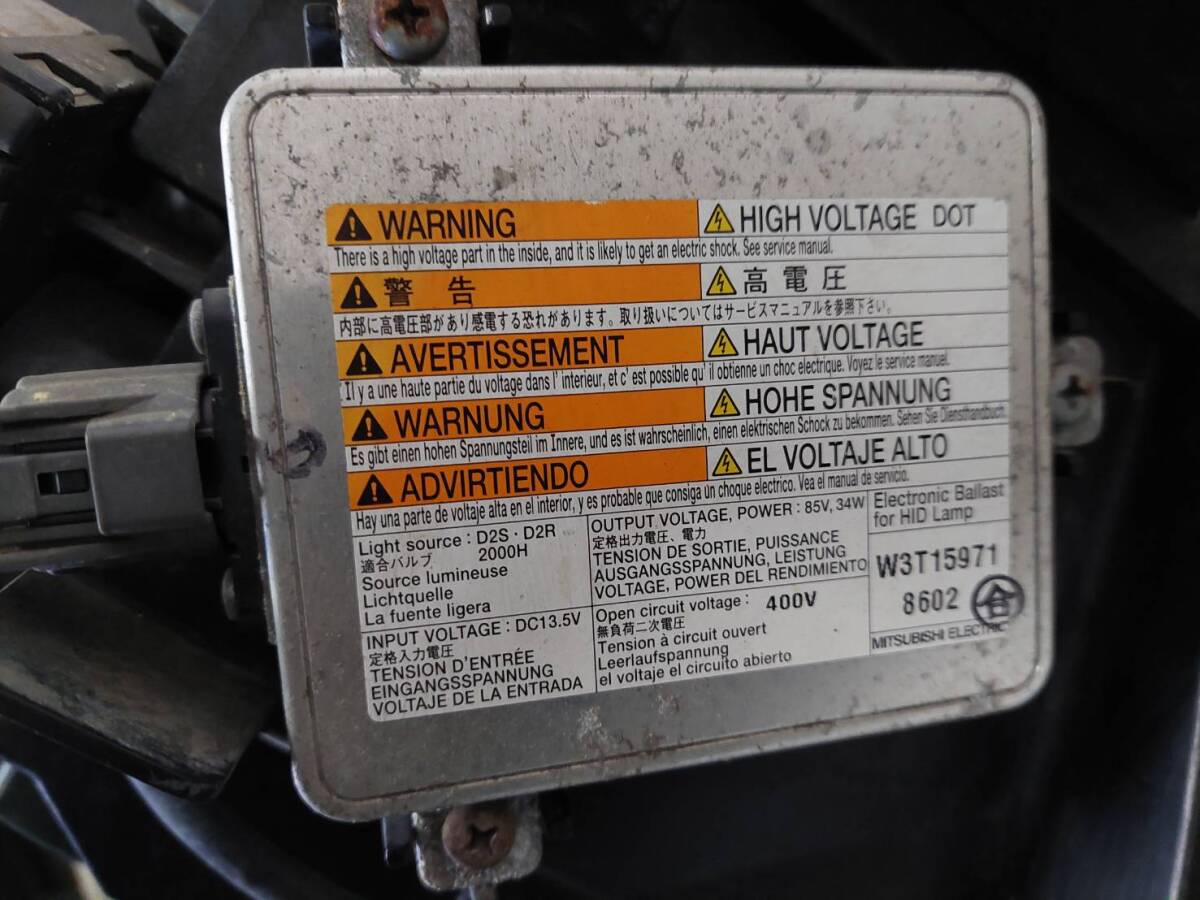 WARNING
HIGH VOLTAGE DOT
There is a high voltage part in the inside, and it is likely to get an electric shock. See service manual.
警告
高電圧
内部に高電圧部があり感電する恐れがあります。取り扱いについてはサービスマニュアルを参照下さい。
AVERTISSEMENT
HAUT VOLTAGE
Il y a une haute partie du voltage dans l' interieur, et c' est possible qu' il obtienne un choc electrique. Voyez le service manuel.
WARNUNG
HOHE SPANNUNG
Es gibt einen hohen Spannungsteil im Innere, und es ist wahrscheinlich, einen elektrischen Schock zu bekommen. Sehen Sie Diensthandbuch.
ADVIRTIENDO
EL VOLTAJE ALTO
Hay una parte de voltaje alta en el interior, y es probable que consiga un choque electrico. Vea el manual de servicio.
Light source : D2S・D2R
適合バルブ 2000H
Source lumineuse
Lichtquelle
La fuente ligera
INPUT VOLTAGE : DC13.5V
定格入力電圧
TENSION D'ENTRÉE
EINGANGSSPANNUNG
VOLTAJE DE LA ENTRADA
OUTPUT VOLTAGE, POWER : 85V, 34W
定格出力電圧、電力
TENSION DE SORTIE, PUISSANCE
AUSGANGSSPANNUNG, LEISTUNG
VOLTAGE, POWER DEL RENDIMIENTO
Open circuit voltage : 400V
無負荷二次電圧
Tension à circuit ouvert
Leerlaufspannung
el voltaje el circuito abierto
Electronic Ballast
for HID Lamp
W3T15971
8602 合
MITSUBISHI ELECTRIC